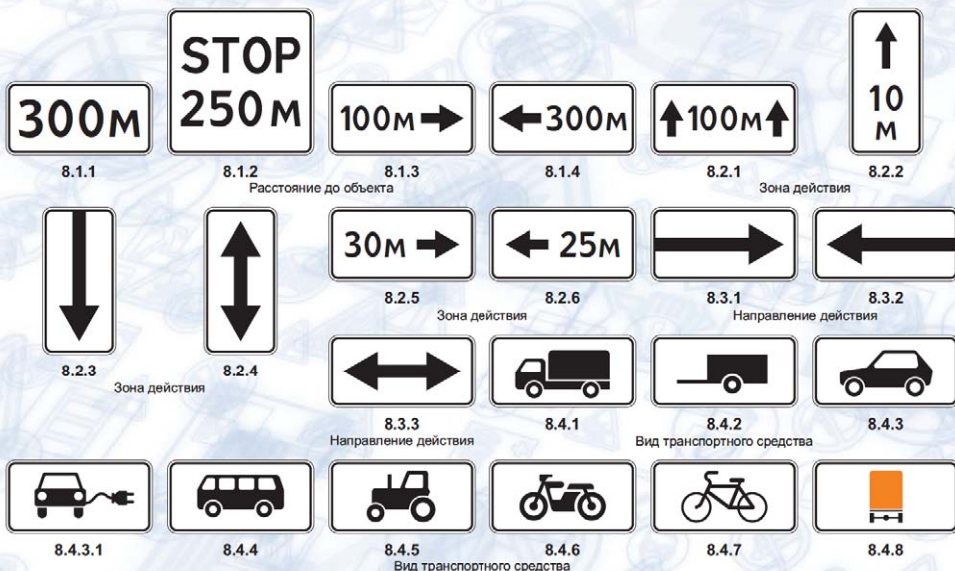 300м
STOP
250 м
100м
300м
100м
10
м
8.1.1
8.1.2
8.1.3
8.1.4
8.2.1
8.2.2
Расстояние до объекта
Зона действия
30м
25м
8.2.5
8.2.6
8.3.1
8.3.2
Зона действия
Направление действия
8.2.3
8.2.4
Зона действия
8.3.3
8.4.1
8.4.2
8.4.3
Направление действия
Вид транспортного средства
8.4.3.1
8.4.4
8.4.5
8.4.6
8.4.7
8.4.8
Вид транспортного средства